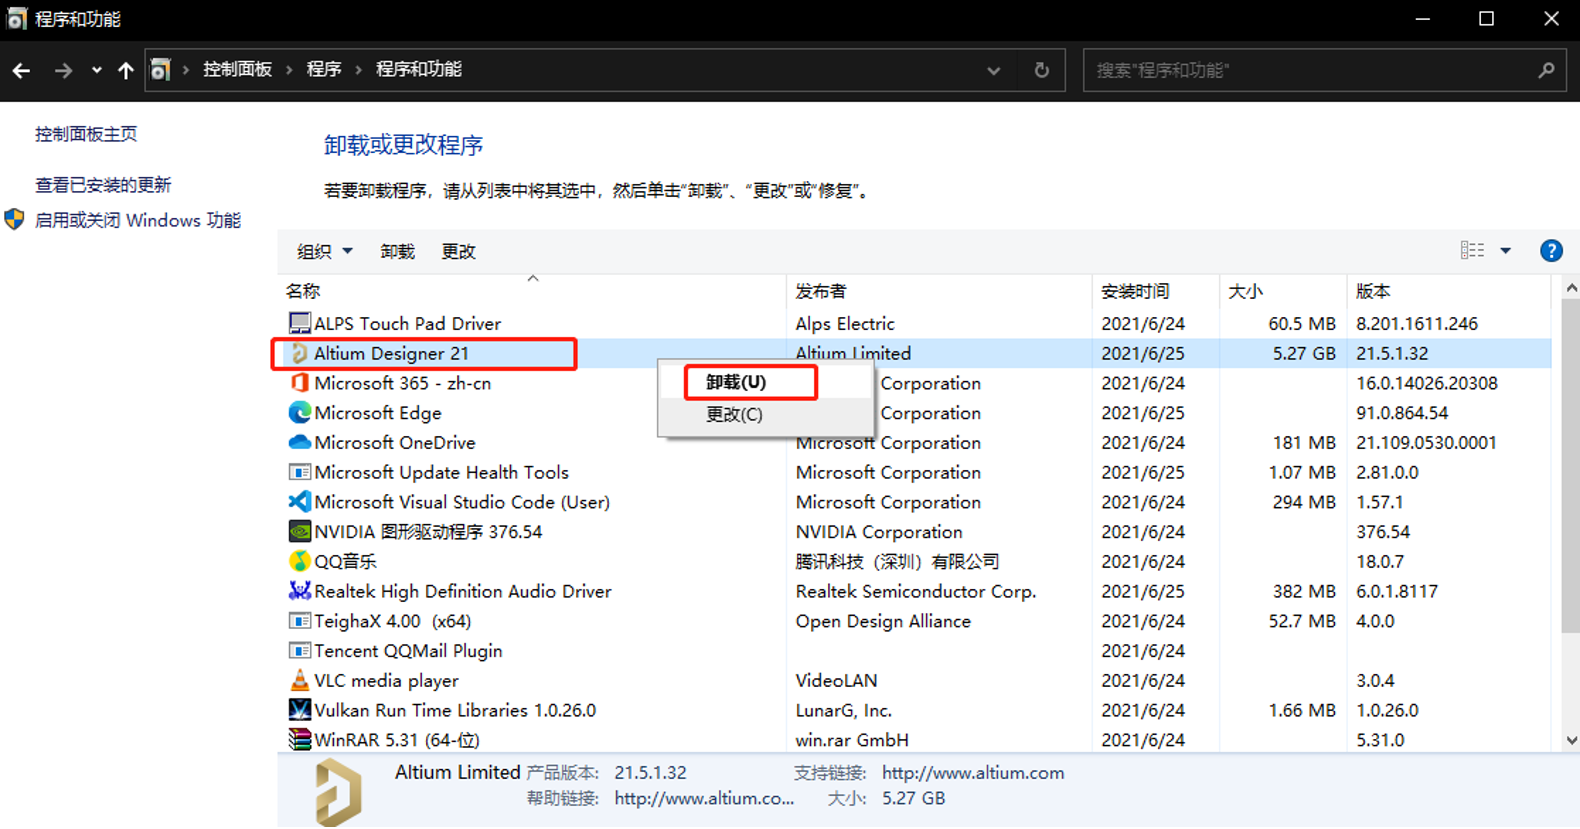 程序和功能
控制面板 › 程序 › 程序和功能
搜索"程序和功能"
控制面板主页
查看已安装的更新
启用或关闭 Windows 功能
卸载或更改程序
若要卸载程序，请从列表中将其选中，然后单击“卸载”、“更改”或“修复”。
组织 卸载 更改
名称 发布者 安装时间 大小 版本
ALPS Touch Pad Driver Alps Electric 2021/6/24 60.5 MB 8.201.1611.246
Altium Designer 21 Altium Limited 2021/6/25 5.27 GB 21.5.1.32
卸载(U)
更改(C)
Microsoft 365 - zh-cn Corporation 2021/6/24 16.0.14026.20308
Microsoft Edge Corporation 2021/6/25 91.0.864.54
Microsoft OneDrive Microsoft Corporation 2021/6/24 181 MB 21.109.0530.0001
Microsoft Update Health Tools Microsoft Corporation 2021/6/25 1.07 MB 2.81.0.0
Microsoft Visual Studio Code (User) Microsoft Corporation 2021/6/24 294 MB 1.57.1
NVIDIA 图形驱动程序 376.54 NVIDIA Corporation 2021/6/24 376.54
QQ音乐 腾讯科技（深圳）有限公司 2021/6/24 18.0.7
Realtek High Definition Audio Driver Realtek Semiconductor Corp. 2021/6/25 382 MB 6.0.1.8117
TeighaX 4.00 (x64) Open Design Alliance 2021/6/24 52.7 MB 4.0.0
Tencent QQMail Plugin 2021/6/24
VLC media player VideoLAN 2021/6/24 3.0.4
Vulkan Run Time Libraries 1.0.26.0 LunarG, Inc. 2021/6/24 1.66 MB 1.0.26.0
WinRAR 5.31 (64-位) win.rar GmbH 2021/6/24 5.31.0
Altium Limited 产品版本: 21.5.1.32 支持链接: http://www.altium.com
帮助链接: http://www.altium.co... 大小: 5.27 GB